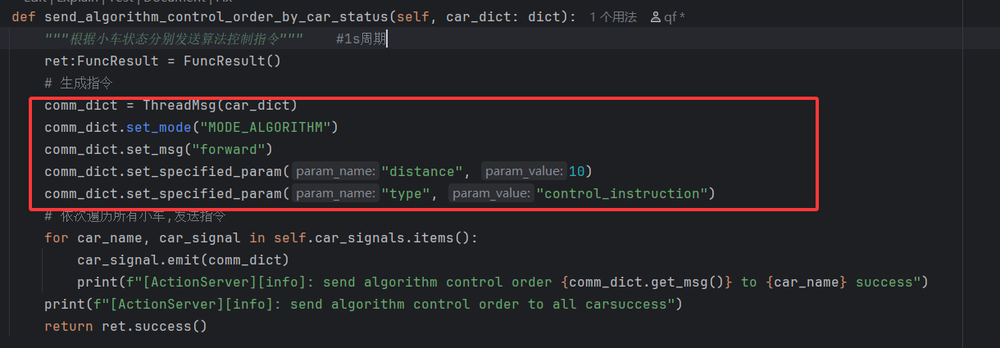 Edit | Explain | Test | Document | Fix
def send_algorithm_control_order_by_car_status(self, car_dict: dict): 1 个用法 qf *
"""根据小车状态分别发送算法控制指令""" #1s周期
ret:FuncResult = FuncResult()
# 生成指令
comm_dict = ThreadMsg(car_dict)
comm_dict.set_mode("MODE_ALGORITHM")
comm_dict.set_msg("forward")
comm_dict.set_specified_param( param_name: "distance", param_value: 10)
comm_dict.set_specified_param( param_name: "type", param_value: "control_instruction")
# 依次遍历所有小车,发送指令
for car_name, car_signal in self.car_signals.items():
car_signal.emit(comm_dict)
print(f"[ActionServer][info]: send algorithm control order {comm_dict.get_msg()} to {car_name} success")
print(f"[ActionServer][info]: send algorithm control order to all carsuccess")
return ret.success()